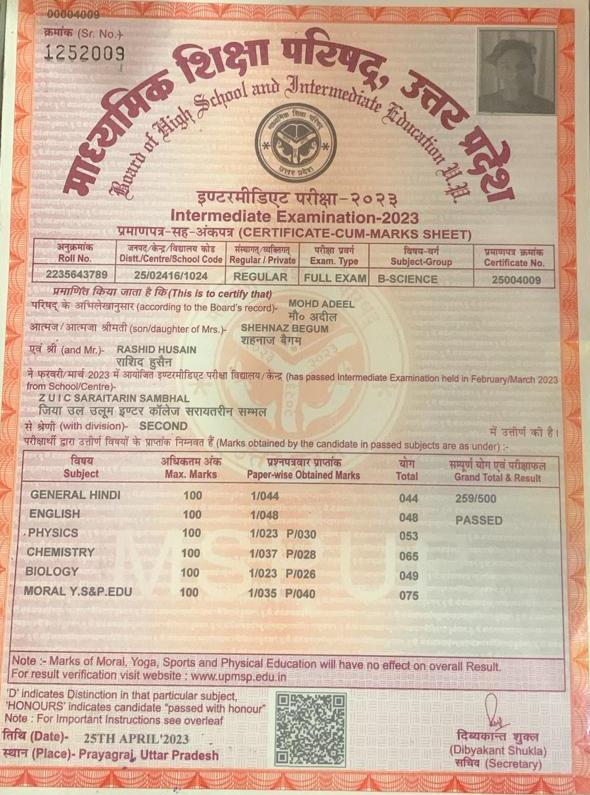 00004009
क्रमांक (Sr. No.)
1252009
माध्यमिक शिक्षा परिषद्, उत्तर प्रदेश
Board of High School and Intermediate Education U.P.
माध्यमिक शिक्षा परिषद्
उत्तर प्रदेश
इण्टरमीडिएट परीक्षा-२०२३
Intermediate Examination-2023
प्रमाणपत्र-सह-अंकपत्र (CERTIFICATE-CUM-MARKS SHEET)
अनुक्रमांक जनपद/केन्द्र/विद्यालय कोड संस्थागत/व्यक्तिगत परीक्षा प्रवर्ग विषय-वर्ग प्रमाणपत्र क्रमांक
Roll No. Distt./Centre/School Code Regular / Private Exam. Type Subject-Group Certificate No.
2235643789 25/02416/1024 REGULAR FULL EXAM B-SCIENCE 25004009
प्रमाणित किया जाता है कि (This is to certify that)
परिषद के अभिलेखानुसार (according to the Board's record)- MOHD ADEEL
मौ० अदील
आत्मज/आत्मजा श्रीमती (son/daughter of Mrs.)- SHEHNAZ BEGUM
शहनाज बैगम
एवं श्री (and Mr.)- RASHID HUSAIN
राशिद हुसैन
ने फरवरी/मार्च 2023 में आयोजित इण्टरमीडिएट परीक्षा विद्यालय/केन्द्र (has passed Intermediate Examination held in February/March 2023
from School/Centre)-
Z U I C SARAITARIN SAMBHAL
जिया उल उलूम इण्टर कॉलेज सरायतरीन सम्भल
से श्रेणी (with division)- SECOND में उत्तीर्ण की है।
परीक्षार्थी द्वारा उत्तीर्ण विषयों के प्राप्तांक निम्नवत हैं (Marks obtained by the candidate in passed subjects are as under) :-
विषय अधिकतम अंक प्रश्नपत्रवार प्राप्तांक योग सम्पूर्ण योग एवं परीक्षाफल
Subject Max. Marks Paper-wise Obtained Marks Total Grand Total & Result
GENERAL HINDI 100 1/044 044 259/500
ENGLISH 100 1/048 048 PASSED
PHYSICS 100 1/023 P/030 053
CHEMISTRY 100 1/037 P/028 065
BIOLOGY 100 1/023 P/026 049
MORAL Y.S&P.EDU 100 1/035 P/040 075
Note :- Marks of Moral, Yoga, Sports and Physical Education will have no effect on overall Result.
For result verification visit website : www.upmsp.edu.in
'D' indicates Distinction in that particular subject,
'HONOURS' indicates candidate "passed with honour"
Note : For Important Instructions see overleaf
तिथि (Date)- 25TH APRIL'2023
स्थान (Place)- Prayagraj, Uttar Pradesh
दिब्यकान्त शुक्ल
(Dibyakant Shukla)
सचिव (Secretary)